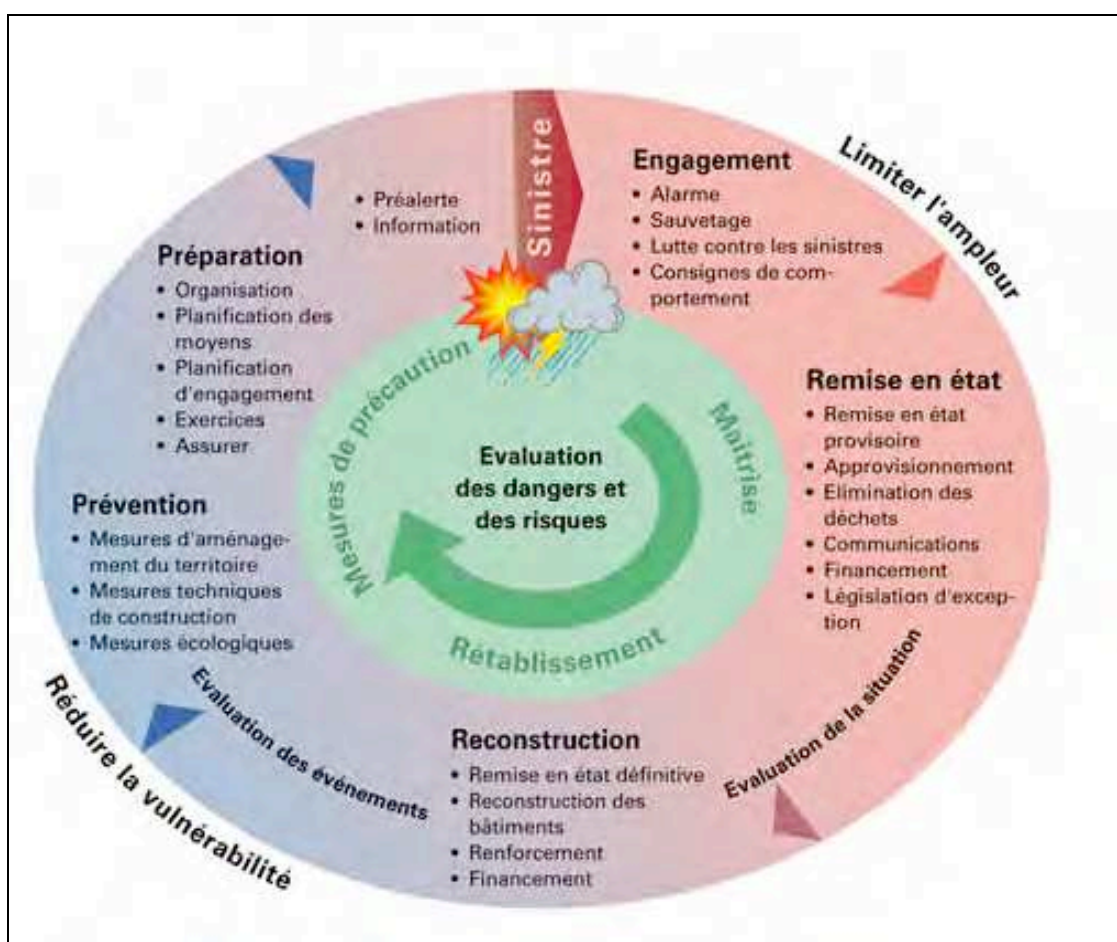 Sinistre
Engagement
• Alarme
• Sauvetage
• Lutte contre les sinistres
• Consignes de com-
portement
Limiter l'ampleur
Remise en état
• Remise en état
provisoire
• Approvisionnement
• Elimination des
déchets
• Communications
• Financement
• Législation d'excep-
tion
Evaluation de la situation
Reconstruction
• Remise en état définitive
• Reconstruction des
bâtiments
• Renforcement
• Financement
Evaluation des événements
Réduire la vulnérabilité
Prévention
• Mesures d'aménage-
ment du territoire
• Mesures techniques
de construction
• Mesures écologiques
Préparation
• Organisation
• Planification des
moyens
• Planification
d'engagement
• Exercices
• Assurer
• Préalerte
• Information
Mesures de précaution
Maîtrise
Rétablissement
Evaluation
des dangers et
des risques